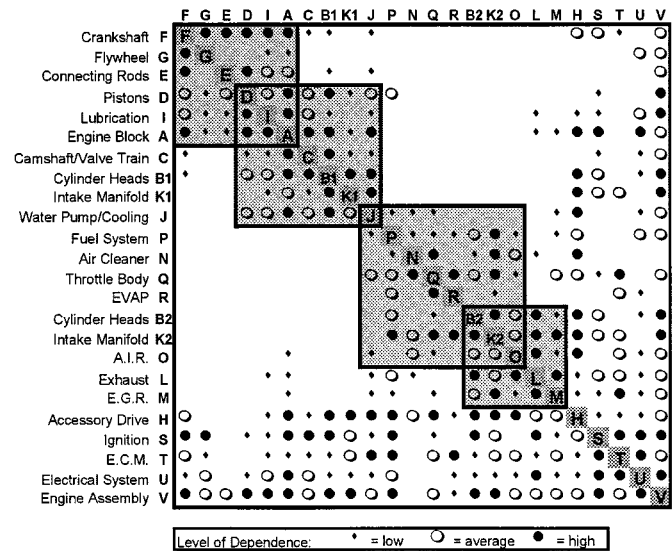 F G E D I A C B1 K1 J P N Q R B2 K2 O L M H S T U V
Crankshaft F F
Flywheel G G
Connecting Rods E E
Pistons D D
Lubrication I I
Engine Block A A
Camshaft/Valve Train C C
Cylinder Heads B1 B1
Intake Manifold K1 K1
Water Pump/Cooling J J
Fuel System P P
Air Cleaner N N
Throttle Body Q Q
EVAP R R
Cylinder Heads B2 B2
Intake Manifold K2 K2
A.I.R. O O
Exhaust L L
E.G.R. M M
Accessory Drive H H
Ignition S S
E.C.M. T T
Electrical System U U
Engine Assembly V V
Level of Dependence: = low = average = high